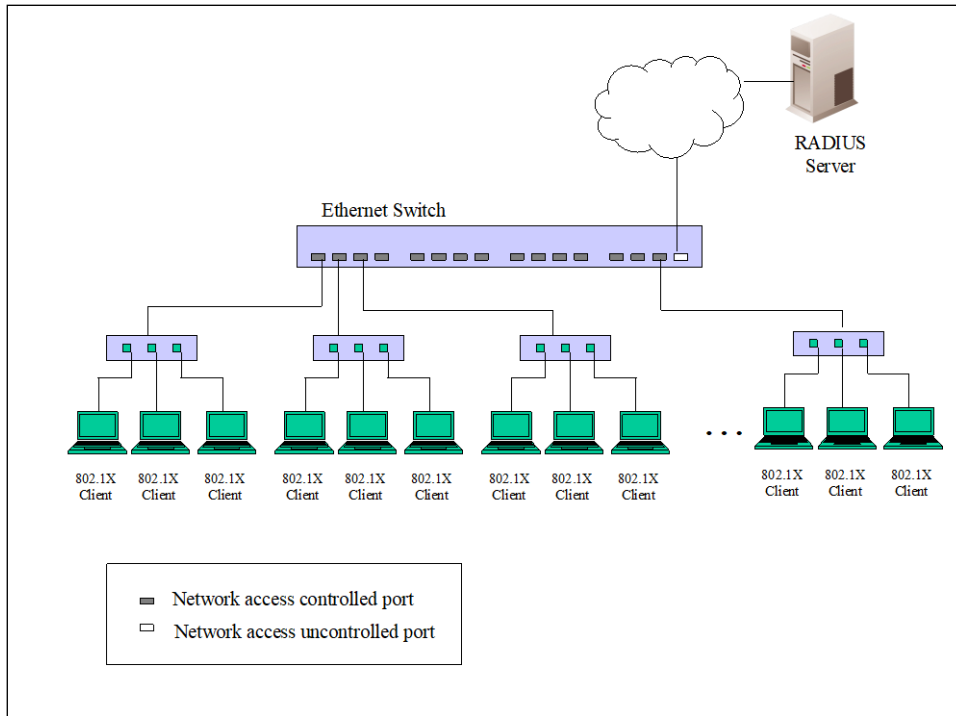 RADIUS
Server
Ethernet Switch
802.1X
Client
802.1X
Client
802.1X
Client
802.1X
Client
802.1X
Client
802.1X
Client
802.1X
Client
802.1X
Client
802.1X
Client
. . .
802.1X
Client
802.1X
Client
802.1X
Client
Network access controlled port
Network access uncontrolled port